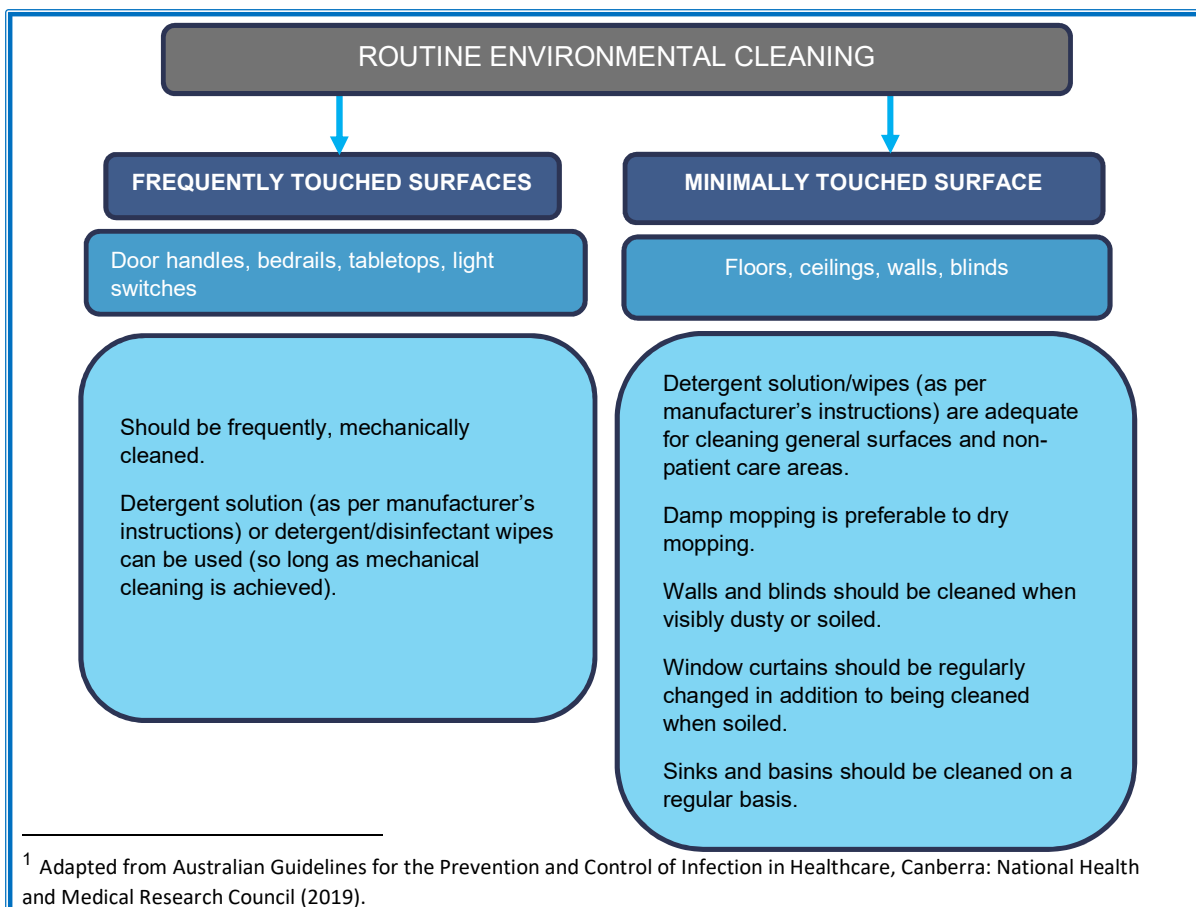 ROUTINE ENVIRONMENTAL CLEANING
FREQUENTLY TOUCHED SURFACES
Door handles, bedrails, tabletops, light
switches
Should be frequently, mechanically
cleaned.
Detergent solution (as per manufacturer’s
instructions) or detergent/disinfectant wipes
can be used (so long as mechanical
cleaning is achieved).
MINIMALLY TOUCHED SURFACE
Floors, ceilings, walls, blinds
Detergent solution/wipes (as per
manufacturer’s instructions) are adequate
for cleaning general surfaces and non-
patient care areas.
Damp mopping is preferable to dry
mopping.
Walls and blinds should be cleaned when
visibly dusty or soiled.
Window curtains should be regularly
changed in addition to being cleaned
when soiled.
Sinks and basins should be cleaned on a
regular basis.
1 Adapted from Australian Guidelines for the Prevention and Control of Infection in Healthcare, Canberra: National Health
and Medical Research Council (2019).